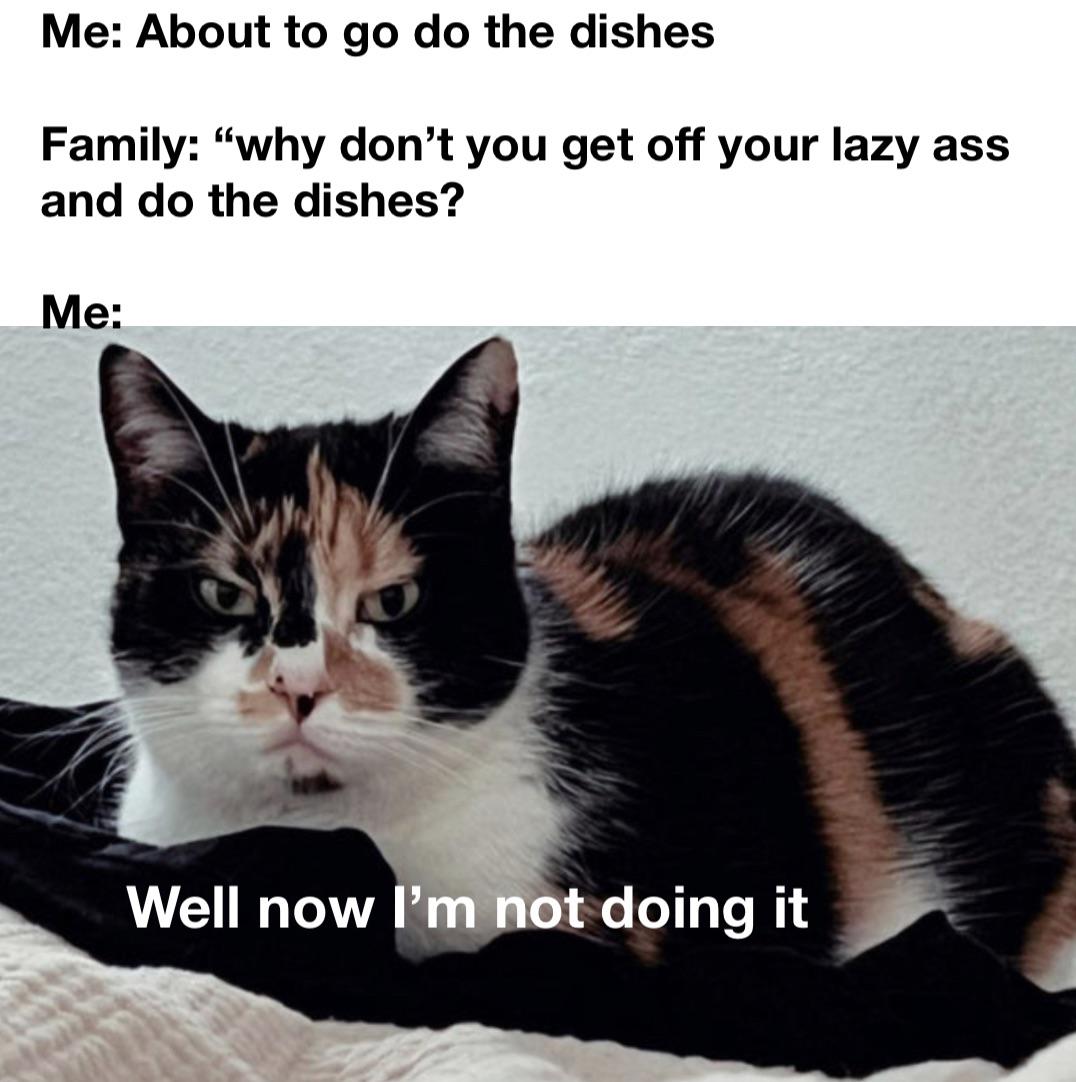 Me: About to go do the dishes
Family: “why don’t you get off your lazy ass
and do the dishes?
Me:
Well now I’m not doing it